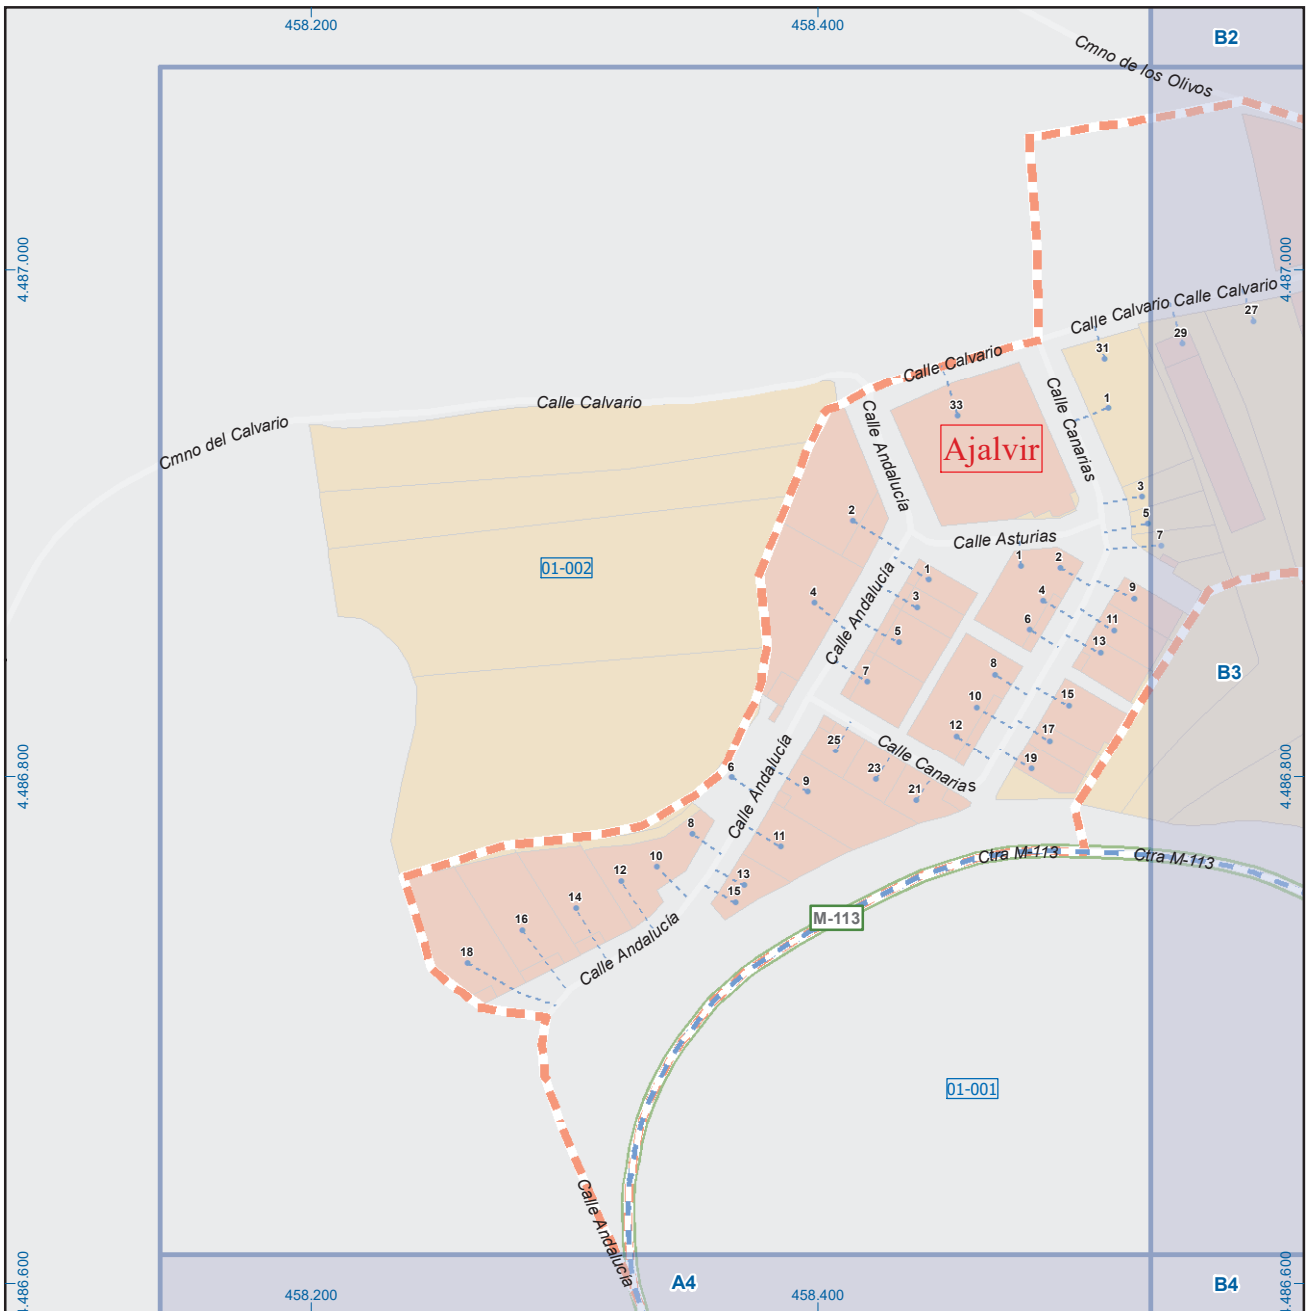 458.200
458.400
B2
Cmno de los Olivos
4.487.000
4.487.000
Calle Calvario
Calle Calvario
27
29
31
Calle Calvario
Calle Calvario
Cmno del Calvario
33
1
Calle Canarias
Calle Andalucía
Ajalvir
3
5
7
2
Calle Asturias
01-002
1
2
1
9
4
3
4
11
6
5
13
Calle Andalucía
7
8
B3
10
15
12
17
19
25
Calle Canarias
23
21
Calle Andalucía
6
9
4.486.800
4.486.800
8
11
10
12
13
15
14
16
18
Ctra M-113
Ctra M-113
M-113
Calle Andalucía
01-001
Calle Andalucía
A4
B4
4.486.600
4.486.600
458.200
458.400